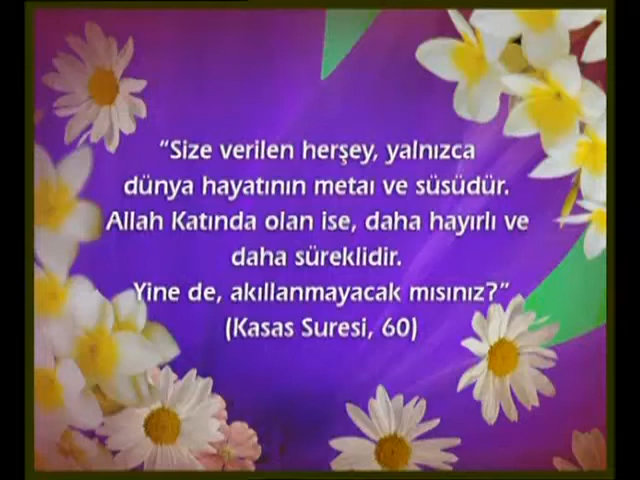 “Size verilen herşey, yalnızca
dünya hayatının metaı ve süsüdür.
Allah Katında olan ise, daha hayırlı ve
daha süreklidir.
Yine de, akıllanmayacak mısınız?”
(Kasas Suresi, 60)